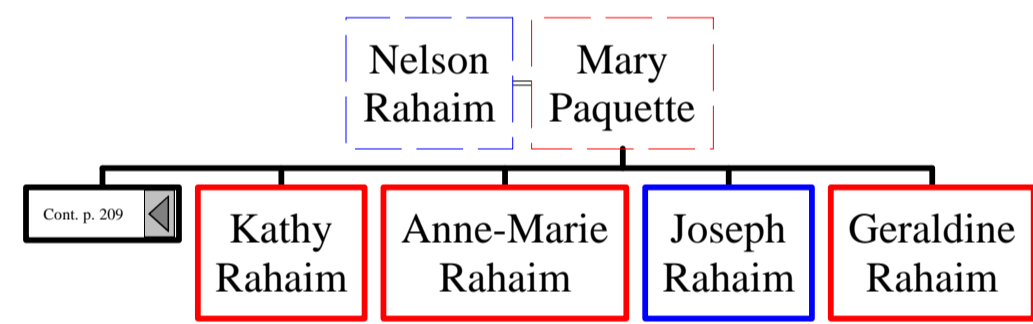 Nelson
Rahaim
Mary
Paquette
Cont. p. 209
Kathy
Rahaim
Anne-Marie
Rahaim
Joseph
Rahaim
Geraldine
Rahaim